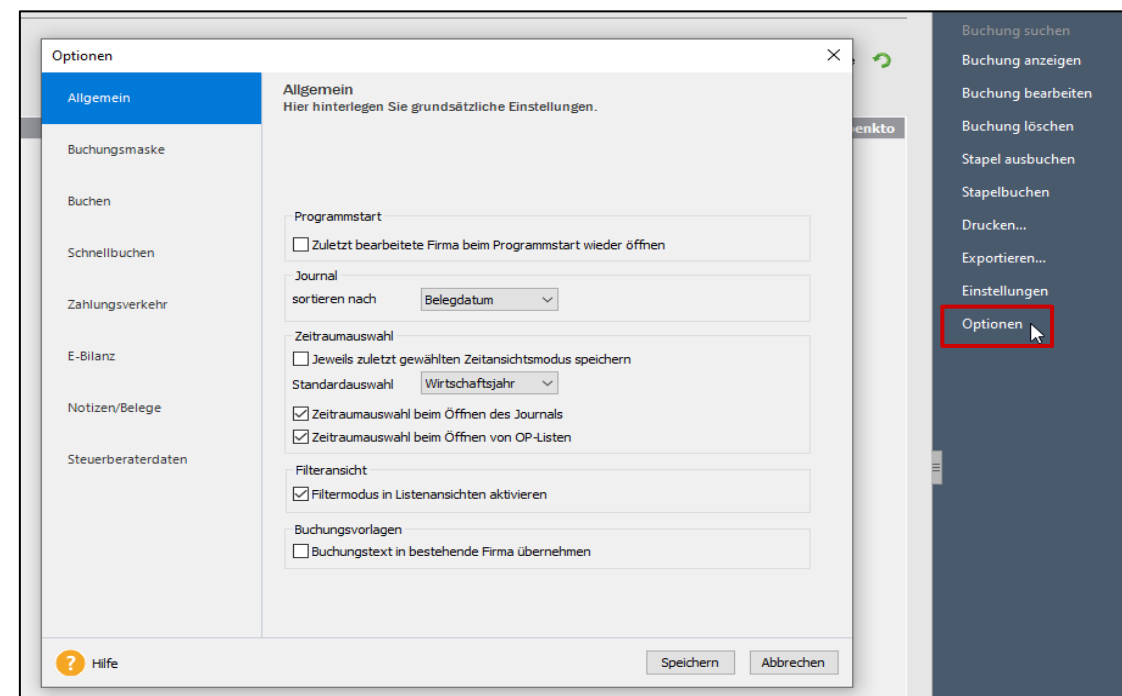 Optionen
Allgemein
Buchungsmaske
Buchen
Schnellbuchen
Zahlungsverkehr
E-Bilanz
Notizen/Belege
Steuerberaterdaten
Allgemein
Hier hinterlegen Sie grundsätzliche Einstellungen.
Programmstart
Zuletzt bearbeitete Firma beim Programmstart wieder öffnen
Journal
sortieren nach Belegdatum
Zeitraumauswahl
Jeweils zuletzt gewählten Zeitansichtsmodus speichern
Standardauswahl Wirtschaftsjahr
Zeitraumauswahl beim Öffnen des Journals
Zeitraumauswahl beim Öffnen von OP-Listen
Filteransicht
Filtermodus in Listenansichten aktivieren
Buchungsvorlagen
Buchungstext in bestehende Firma übernehmen
? Hilfe
Speichern Abbrechen
enkto
Buchung suchen
Buchung anzeigen
Buchung bearbeiten
Buchung löschen
Stapel ausbuchen
Stapelbuchen
Drucken...
Exportieren...
Einstellungen
Optionen